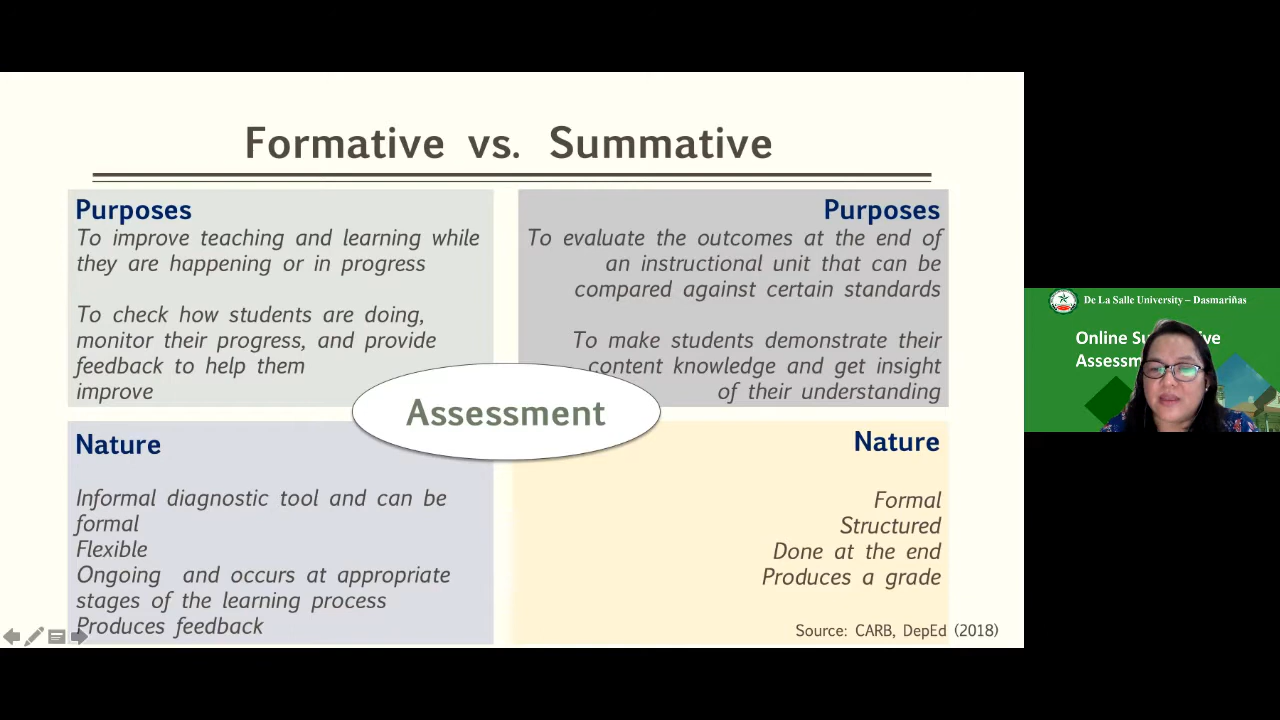 Formative vs. Summative
Purposes
To improve teaching and learning while
they are happening or in progress
To check how students are doing,
monitor their progress, and provide
feedback to help them
improve
Purposes
To evaluate the outcomes at the end of
an instructional unit that can be
compared against certain standards
To make students demonstrate their
content knowledge and get insight
of their understanding
Assessment
Nature
Informal diagnostic tool and can be
formal
Flexible
Ongoing and occurs at appropriate
stages of the learning process
Produces feedback
Nature
Formal
Structured
Done at the end
Produces a grade
Source: CARB, DepEd (2018)
De La Salle University – Dasmariñas
Online